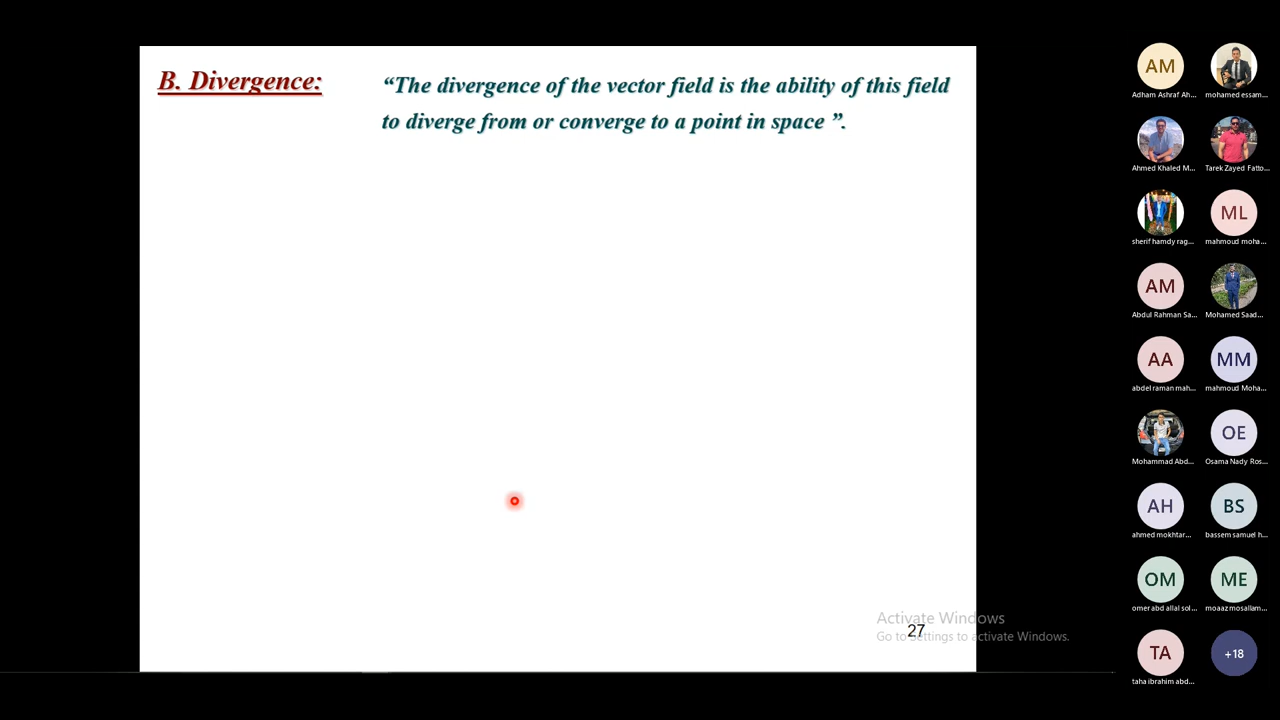 B. Divergence:
“The divergence of the vector field is the ability of this field
to diverge from or converge to a point in space ”.
Activate Windows
Go to Settings to activate Windows.
27
AM
Adham Ashraf Ah...
mohamed essam...
Ahmed Khaled M...
Tarek Zayed Fatto...
sherif hamdy rag...
ML
mahmoud moha...
AM
Abdul Rahman Sa...
Mohamed Saad...
AA
abdel raman mah...
MM
mahmoud Moha...
Mohammad Abd...
OE
Osama Nady Ros...
AH
ahmed mokhtar...
BS
bassem samuel h...
OM
omer abd allal sol...
ME
moaaz mosallam...
TA
taha ibrahim abd...
+18